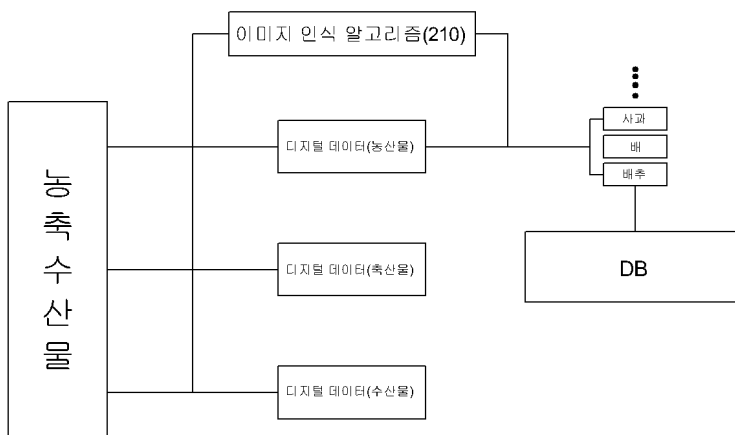 이미지 인식 알고리즘(210)
농축수산물
디지털 데이터(농산물)
디지털 데이터(축산물)
디지털 데이터(수산물)
사과
배
배추
DB